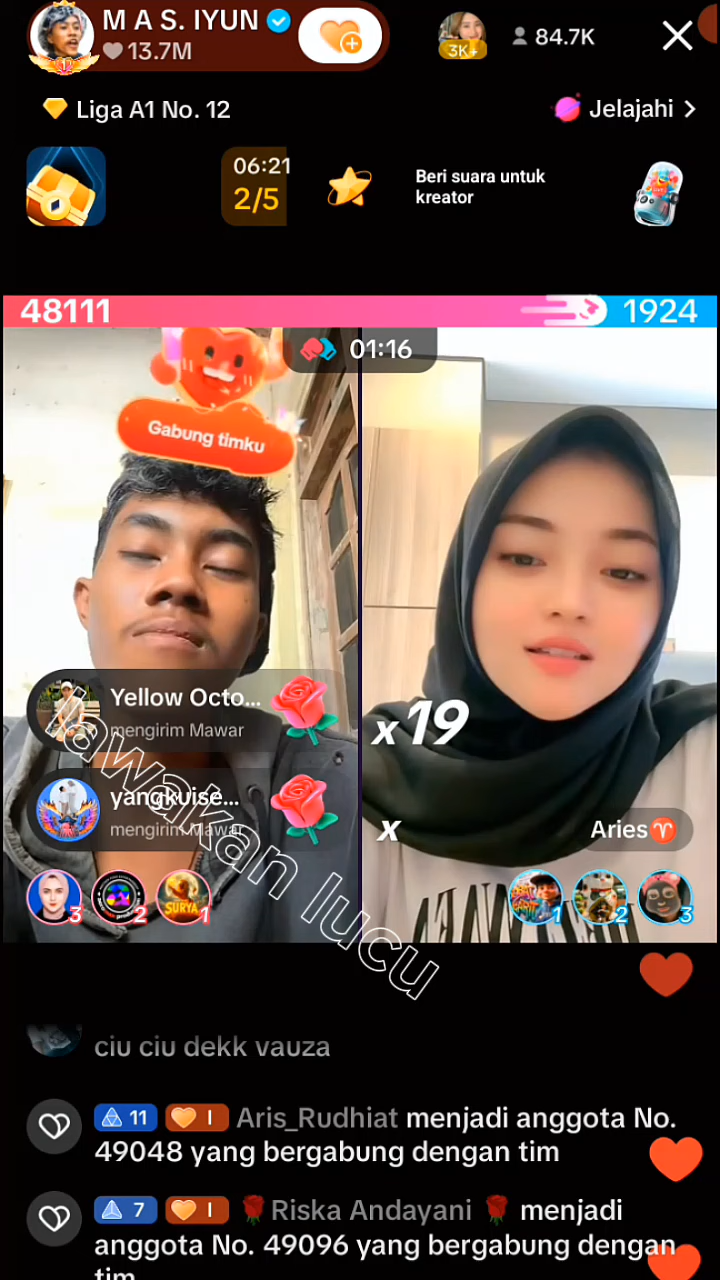 M A S. IYUN
13.7M
3K+
84.7K
Liga A1 No. 12
Jelajahi >
06:21
2/5
Beri suara untuk
kreator
48111
1924
01:16
Gabung timku
Yellow Octo...
mengirim Mawar
x19
yangkuise...
mengirim Mawar
x
Aries
lawakan lucu
3
2
SURYA
1
1
2
3
ciu ciu dekk vauza
11 I Aris_Rudhiat menjadi anggota No.
49048 yang bergabung dengan tim
7 I Riska Andayani menjadi
anggota No. 49096 yang bergabung dengan
tim